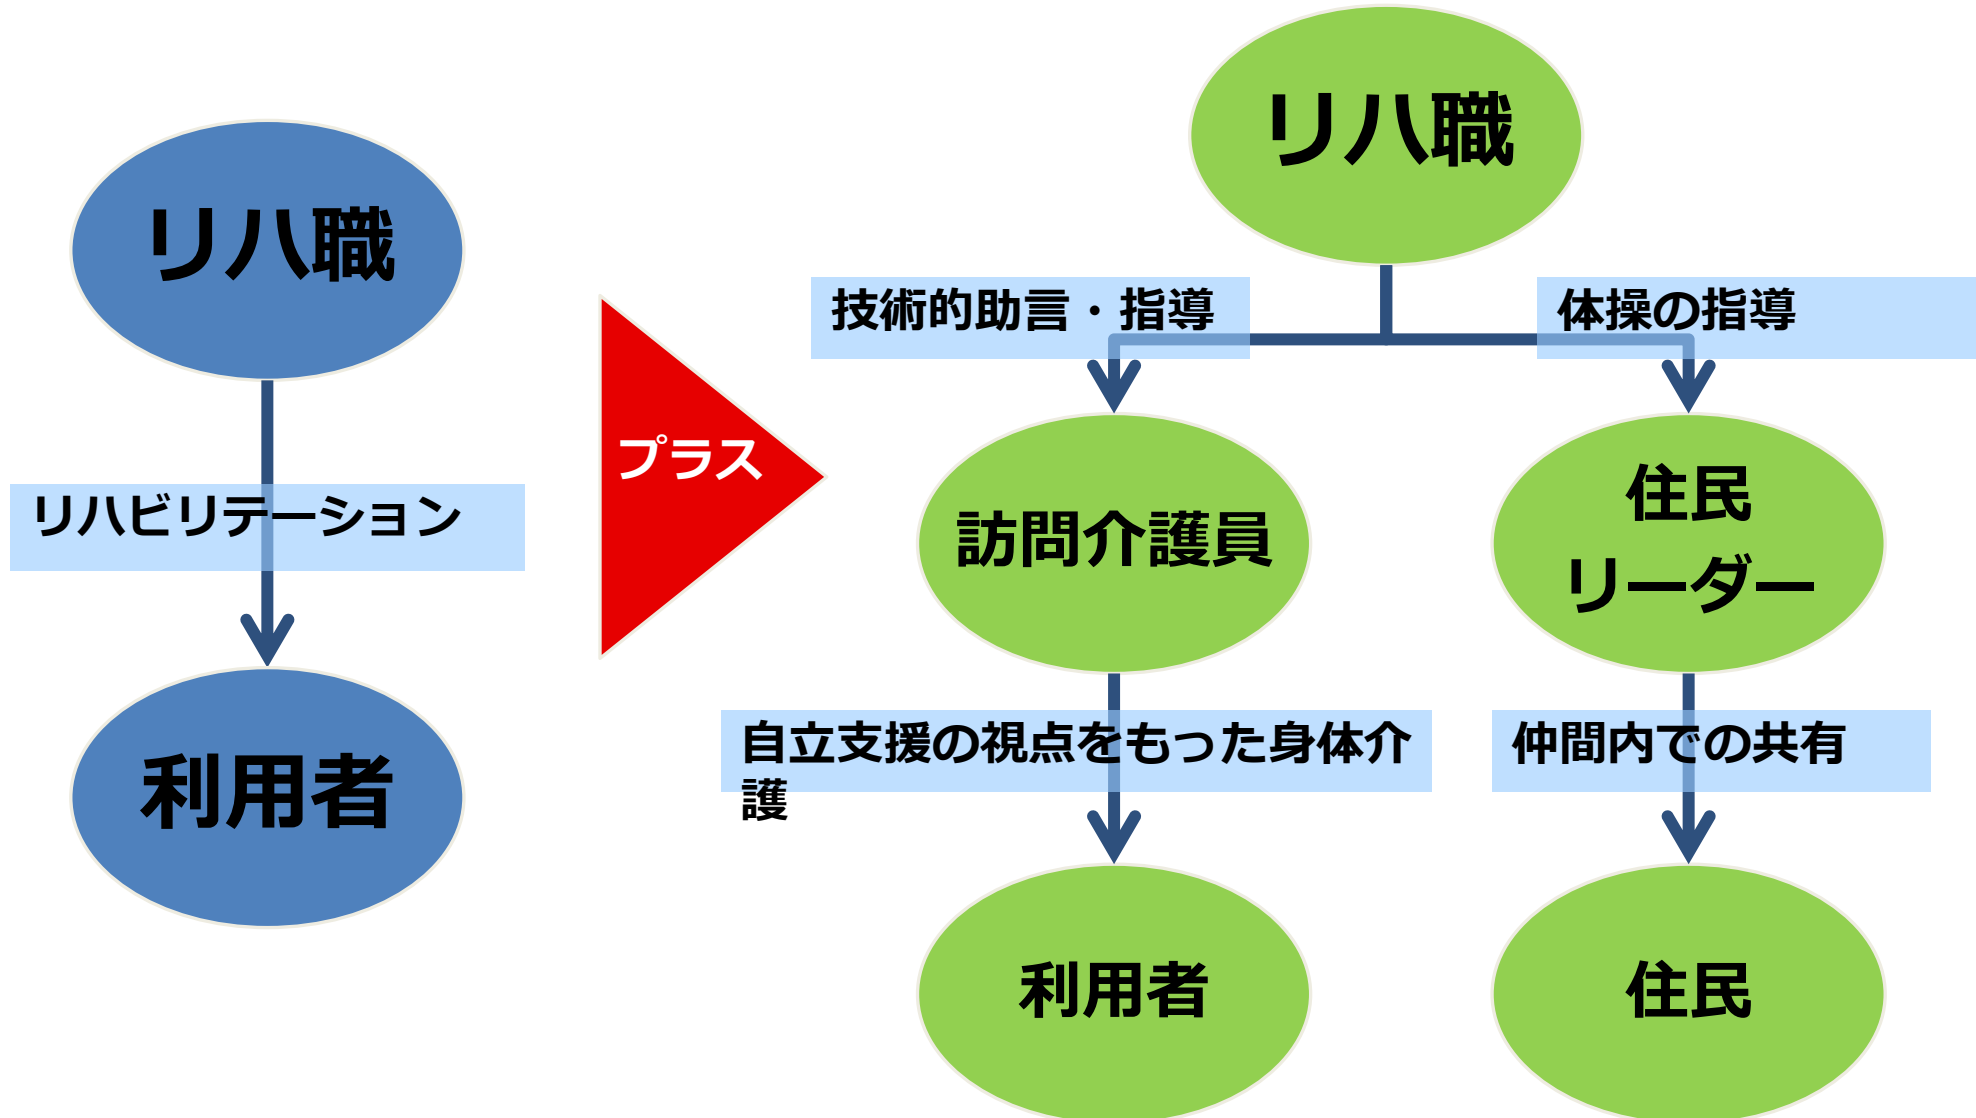 リハ職
リハビリテーション
利用者
プラス
リハ職
技術的助言・指導
体操の指導
訪問介護員
住民
リーダー
自立支援の視点をもった身体介
護
仲間内での共有
利用者
住民